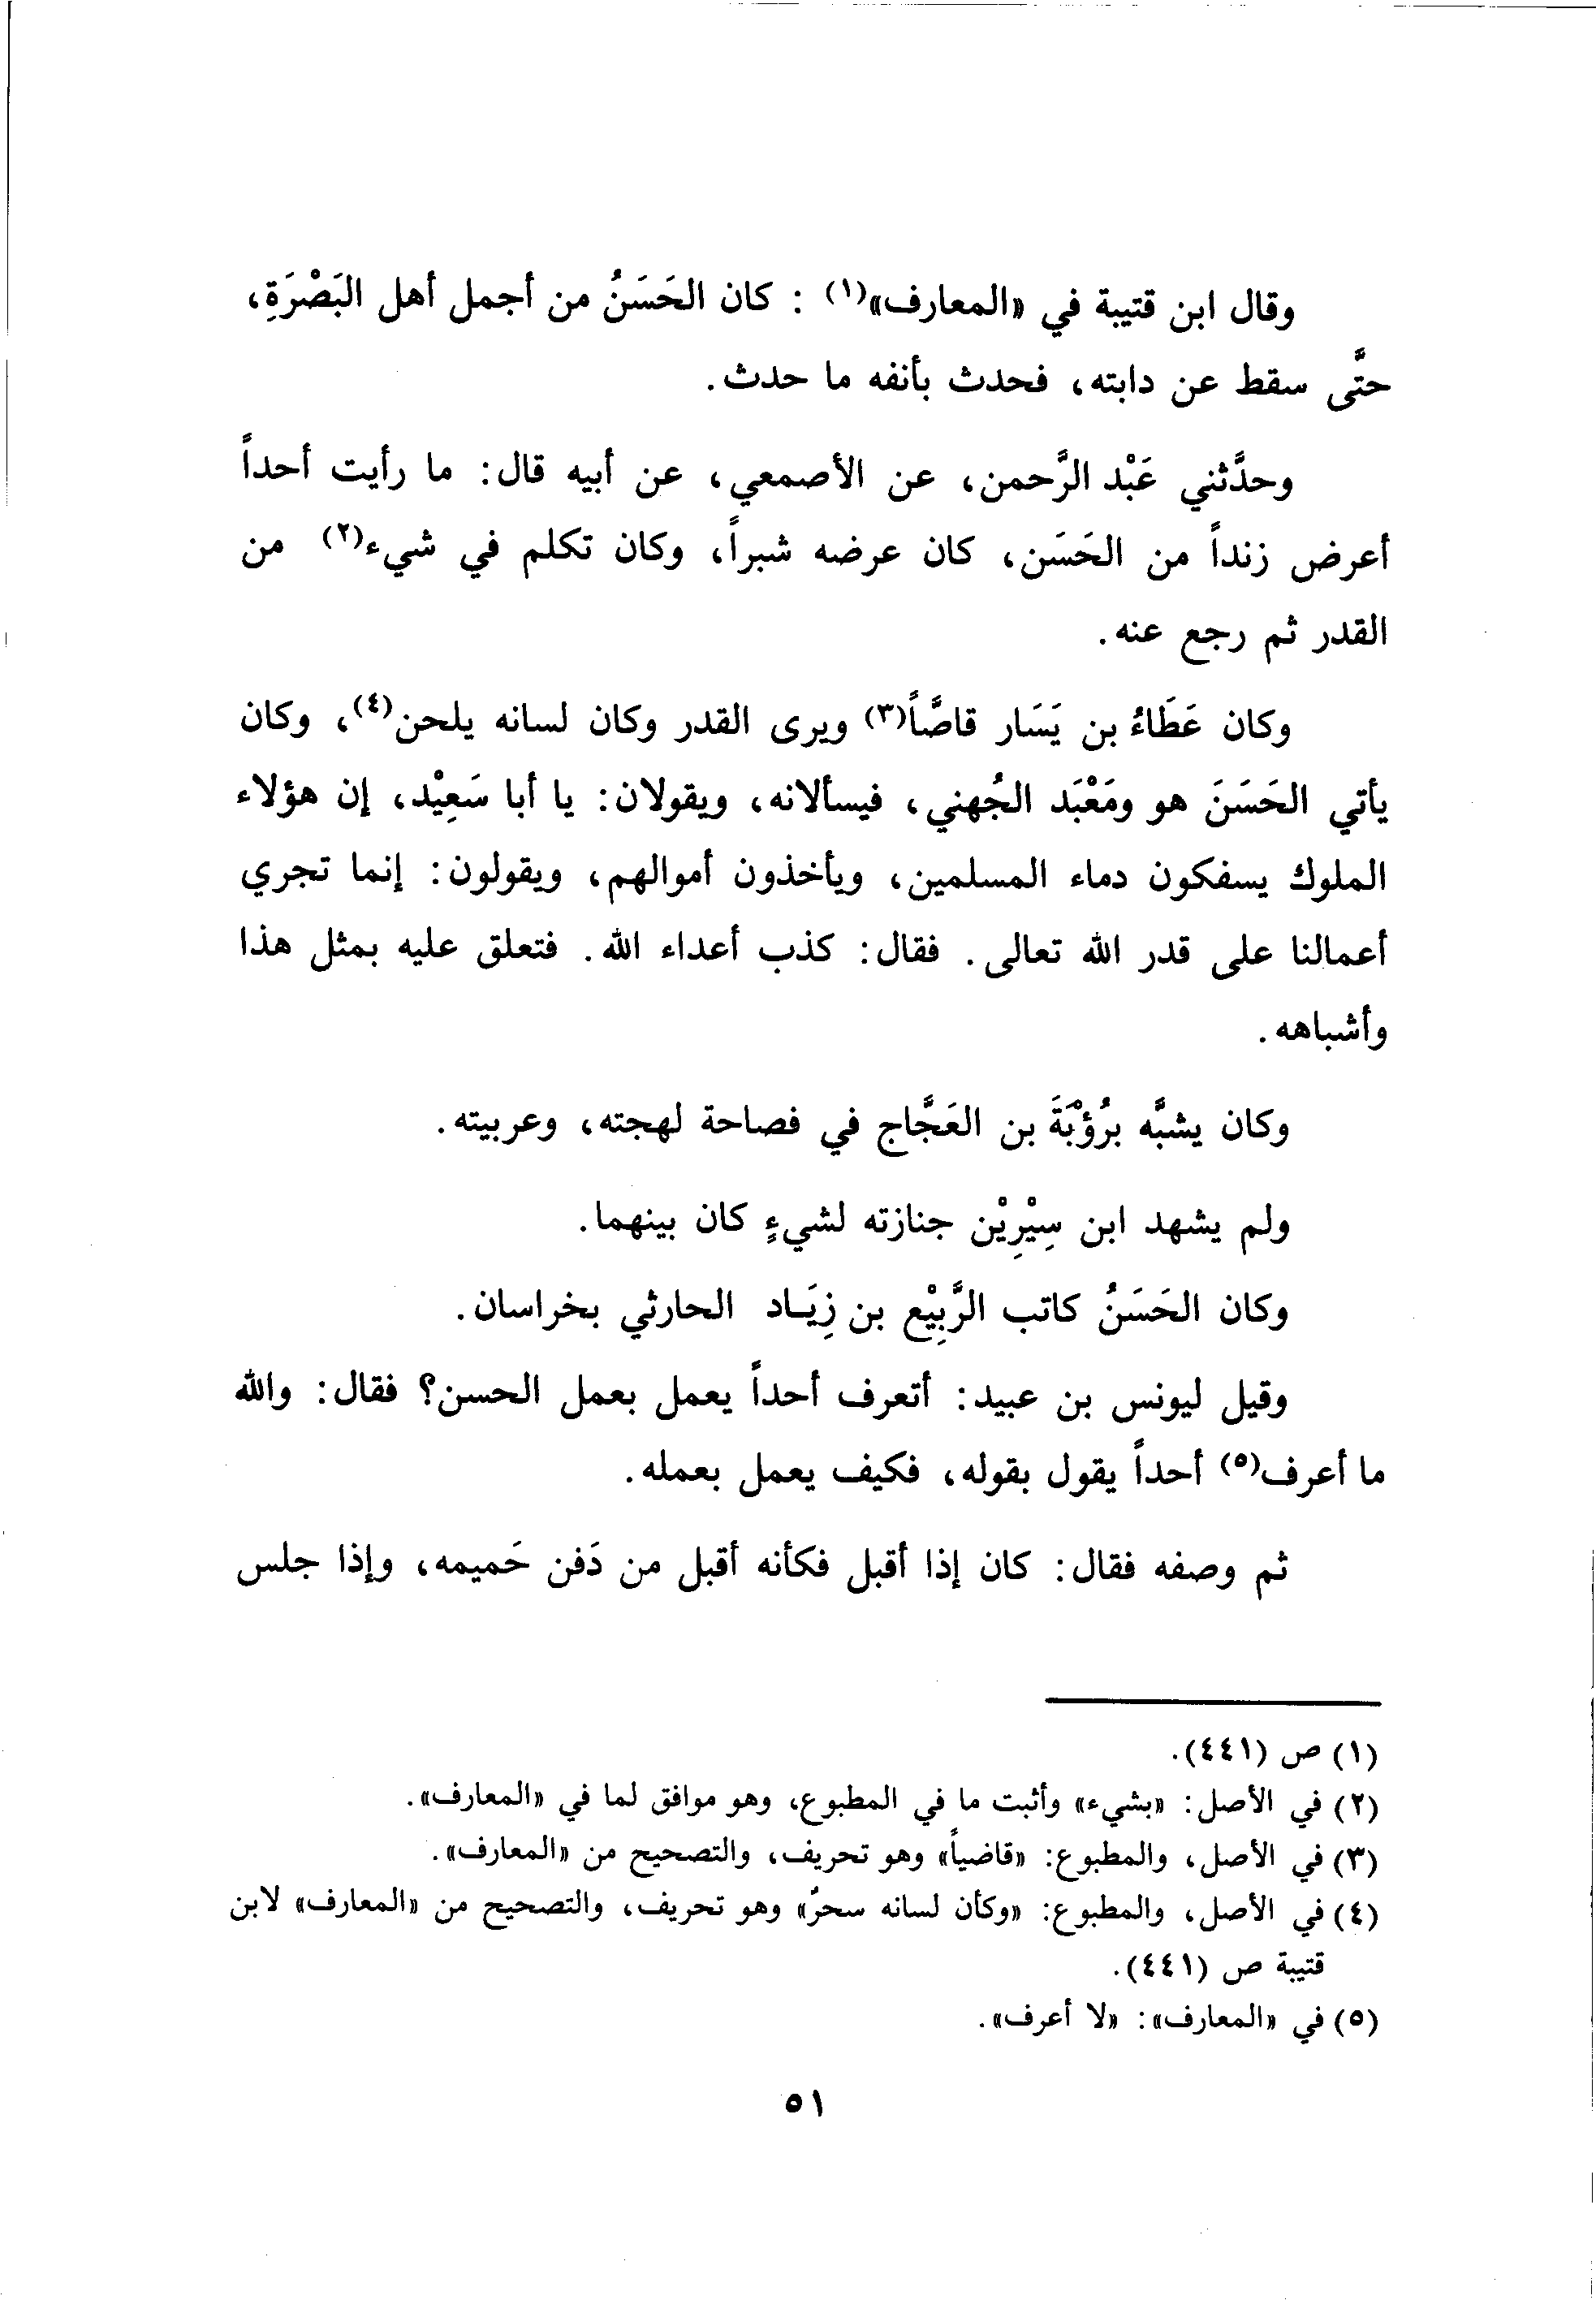 وقال ابن قتيبة في «المعارف»(١) : كان الحَسَنُ من أجمل أهل البَصْرَةِ،
حتَّى سقط عن دابته، فحدث بأنفه ما حدث.
وحدَّثني عَبْد الرَّحمن، عن الأصمعي، عن أبيه قال: ما رأيت أحداً
أعرض زنداً من الحَسَن، كان عرضه شبراً، وكان تكلم في شيء(٢) من
القدر ثم رجع عنه.
وكان عَطَاءُ بن يَسَار قاصَّاً(٣) ويرى القدر وكان لسانه يلحن(٤)، وكان
يأتي الحَسَنَ هو ومَعْبَد الجُهني، فيسألانه، ويقولان: يا أبا سَعِيْد، إن هؤلاء
الملوك يسفكون دماء المسلمين، ويأخذون أموالهم، ويقولون: إنما تجري
أعمالنا على قدر الله تعالى. فقال: كذب أعداء الله. فتعلق عليه بمثل هذا
وأشباهه.
وكان يشبَّه برُؤْبَةَ بن العَجَّاج في فصاحة لهجته، وعربيته.
ولم يشهد ابن سِيْرِيْن جنازته لشيءٍ كان بينهما.
وكان الحَسَنُ كاتب الرَّبِيْع بن زِيَاد الحارثي بخراسان.
وقيل ليونس بن عبيد: أتعرف أحداً يعمل بعمل الحسن؟ فقال: والله
ما أعرف(٥) أحداً يقول بقوله، فكيف يعمل بعمله.
ثم وصفه فقال: كان إذا أقبل فكأنه أقبل من دَفن حَميمه، وإذا جلس
(١) ص (٤٤١).
(٢) في الأصل: «بشيء» وأثبت ما في المطبوع، وهو موافق لما في «المعارف».
(٣) في الأصل، والمطبوع: «قاضياً» وهو تحريف، والتصحيح من «المعارف».
(٤) في الأصل، والمطبوع: «وكأن لسانه سحرٌ» وهو تحريف، والتصحيح من «المعارف» لابن
قتيبة ص (٤٤١).
(٥) في «المعارف»: «لا أعرف».
٥١